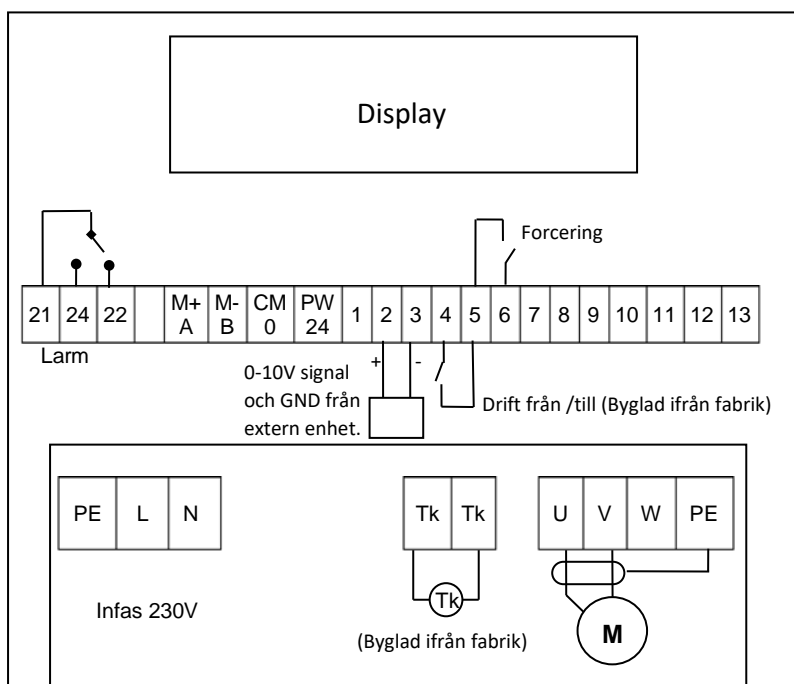 Display
Forcering
21 24 22 M+ A M- B CM 0 PW 24 1 2 3 4 5 6 7 8 9 10 11 12 13
Larm
+ -
0-10V signal
och GND från
extern enhet.
Drift från /till (Byglad ifrån fabrik)
PE L N
Tk Tk
U V W PE
Infas 230V
Tk
(Byglad ifrån fabrik)
M